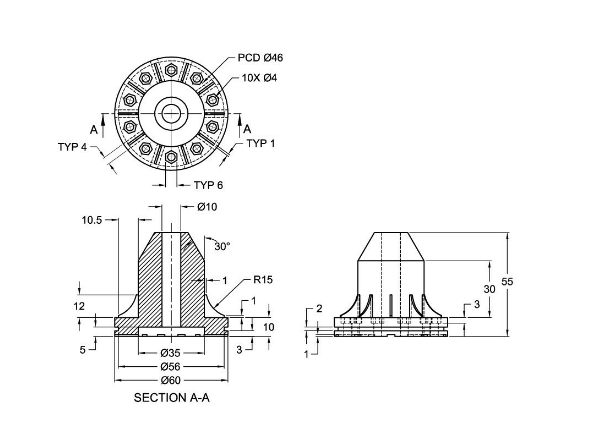 PCD Ø46
10X Ø4
A
A
TYP 4
TYP 1
TYP 6
10.5
Ø10
30°
1
R15
12
1
10
5
3
Ø35
Ø56
Ø60
SECTION A-A
2
3
30
55
1